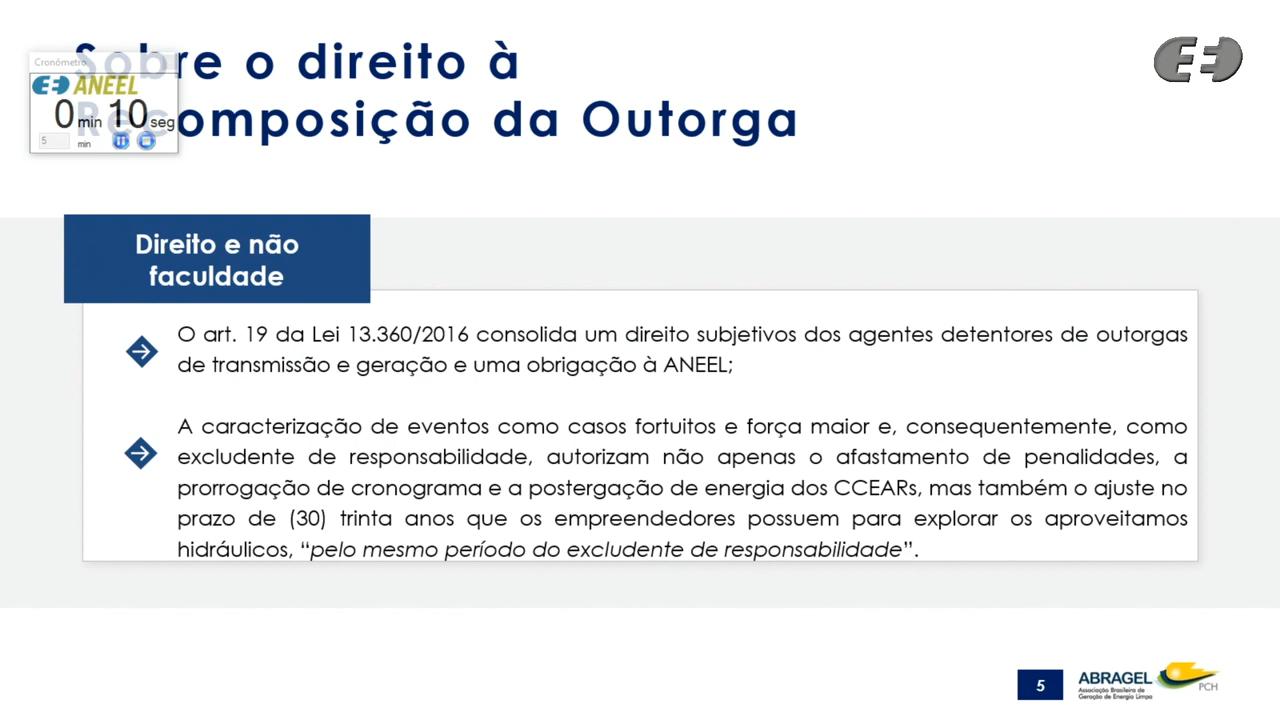 Sobre o direito à
Recomposição da Outorga
Cronômetro
ANEEL
0 min 10 seg
5 min
Direito e não
faculdade
O art. 19 da Lei 13.360/2016 consolida um direito subjetivos dos agentes detentores de outorgas
de transmissão e geração e uma obrigação à ANEEL;
A caracterização de eventos como casos fortuitos e força maior e, consequentemente, como
excludente de responsabilidade, autorizam não apenas o afastamento de penalidades, a
prorrogação de cronograma e a postergação de energia dos CCEARs, mas também o ajuste no
prazo de (30) trinta anos que os empreendedores possuem para explorar os aproveitamos
hidráulicos, “pelo mesmo período do excludente de responsabilidade”.
5
ABRAGEL
Associação Brasileira de
Geração de Energia Limpa
PCH